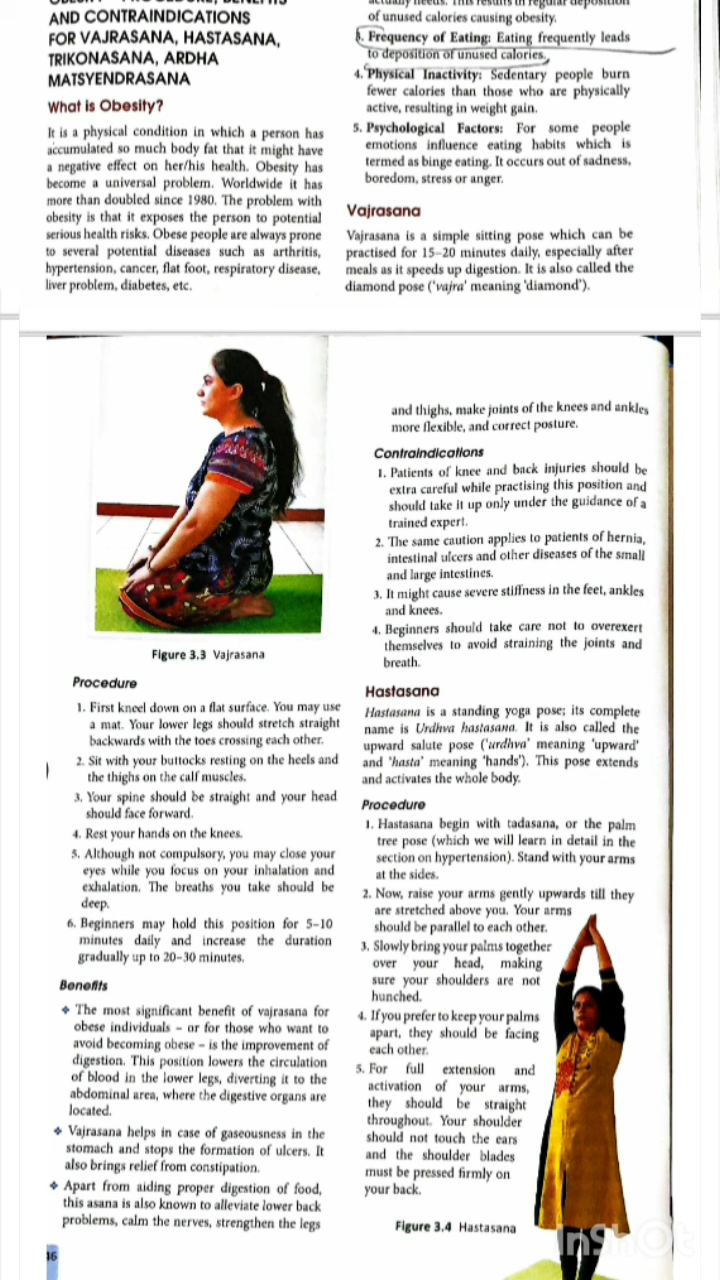 AND CONTRAINDICATIONS
FOR VAJRASANA, HASTASANA,
TRIKONASANA, ARDHA
MATSYENDRASANA
What is Obesity?
It is a physical condition in which a person has
accumulated so much body fat that it might have
a negative effect on her/his health. Obesity has
become a universal problem. Worldwide it has
more than doubled since 1980. The problem with
obesity is that it exposes the person to potential
serious health risks. Obese people are always prone
to several potential diseases such as arthritis,
hypertension, cancer, flat foot, respiratory disease,
liver problem, diabetes, etc.
of unused calories causing obesity.
3. Frequency of Eating: Eating frequently leads
to deposition of unused calories.
4. Physical Inactivity: Sedentary people burn
fewer calories than those who are physically
active, resulting in weight gain.
5. Psychological Factors: For some people
emotions influence eating habits which is
termed as binge eating. It occurs out of sadness,
boredom, stress or anger.
Vajrasana
Vajrasana is a simple sitting pose which can be
practised for 15–20 minutes daily, especially after
meals as it speeds up digestion. It is also called the
diamond pose ('vajra' meaning 'diamond').
Figure 3.3 Vajrasana
Procedure
1. First kneel down on a flat surface. You may use
a mat. Your lower legs should stretch straight
backwards with the toes crossing each other.
2. Sit with your buttocks resting on the heels and
the thighs on the calf muscles.
3. Your spine should be straight and your head
should face forward.
4. Rest your hands on the knees.
5. Although not compulsory, you may close your
eyes while you focus on your inhalation and
exhalation. The breaths you take should be
deep.
6. Beginners may hold this position for 5–10
minutes daily and increase the duration
gradually up to 20–30 minutes.
Benefits
❖ The most significant benefit of vajrasana for
obese individuals – or for those who want to
avoid becoming obese – is the improvement of
digestion. This position lowers the circulation
of blood in the lower legs, diverting it to the
abdominal area, where the digestive organs are
located.
❖ Vajrasana helps in case of gaseousness in the
stomach and stops the formation of ulcers. It
also brings relief from constipation.
❖ Apart from aiding proper digestion of food,
this asana is also known to alleviate lower back
problems, calm the nerves, strengthen the legs
46
and thighs, make joints of the knees and ankles
more flexible, and correct posture.
Contraindications
1. Patients of knee and back injuries should be
extra careful while practising this position and
should take it up only under the guidance of a
trained expert.
2. The same caution applies to patients of hernia,
intestinal ulcers and other diseases of the small
and large intestines.
3. It might cause severe stiffness in the feet, ankles
and knees.
4. Beginners should take care not to overexert
themselves to avoid straining the joints and
breath.
Hastasana
Hastasana is a standing yoga pose; its complete
name is Urdhva hastasana. It is also called the
upward salute pose ('urdhva' meaning 'upward'
and 'hasta' meaning 'hands'). This pose extends
and activates the whole body.
Procedure
1. Hastasana begin with tadasana, or the palm
tree pose (which we will learn in detail in the
section on hypertension). Stand with your arms
at the sides.
2. Now, raise your arms gently upwards till they
are stretched above you. Your arms
should be parallel to each other.
3. Slowly bring your palms together
over your head, making
sure your shoulders are not
hunched.
4. If you prefer to keep your palms
apart, they should be facing
each other.
5. For full extension and
activation of your arms,
they should be straight
throughout. Your shoulder
should not touch the ears
and the shoulder blades
must be pressed firmly on
your back.
Figure 3.4 Hastasana
InShOt